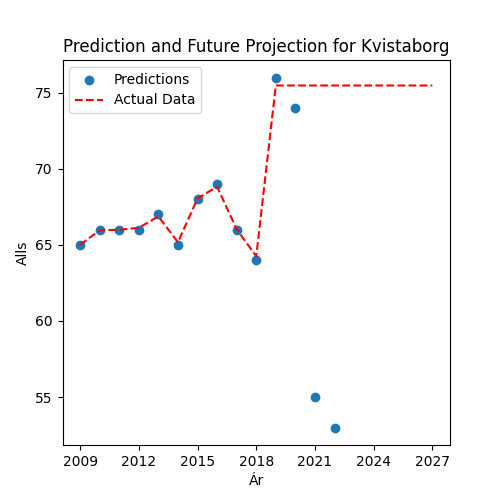 Prediction and Future Projection for Kvistaborg
Predictions
Actual Data
75
70
65
60
55
Alls
2009 2012 2015 2018 2021 2024 2027
Ár